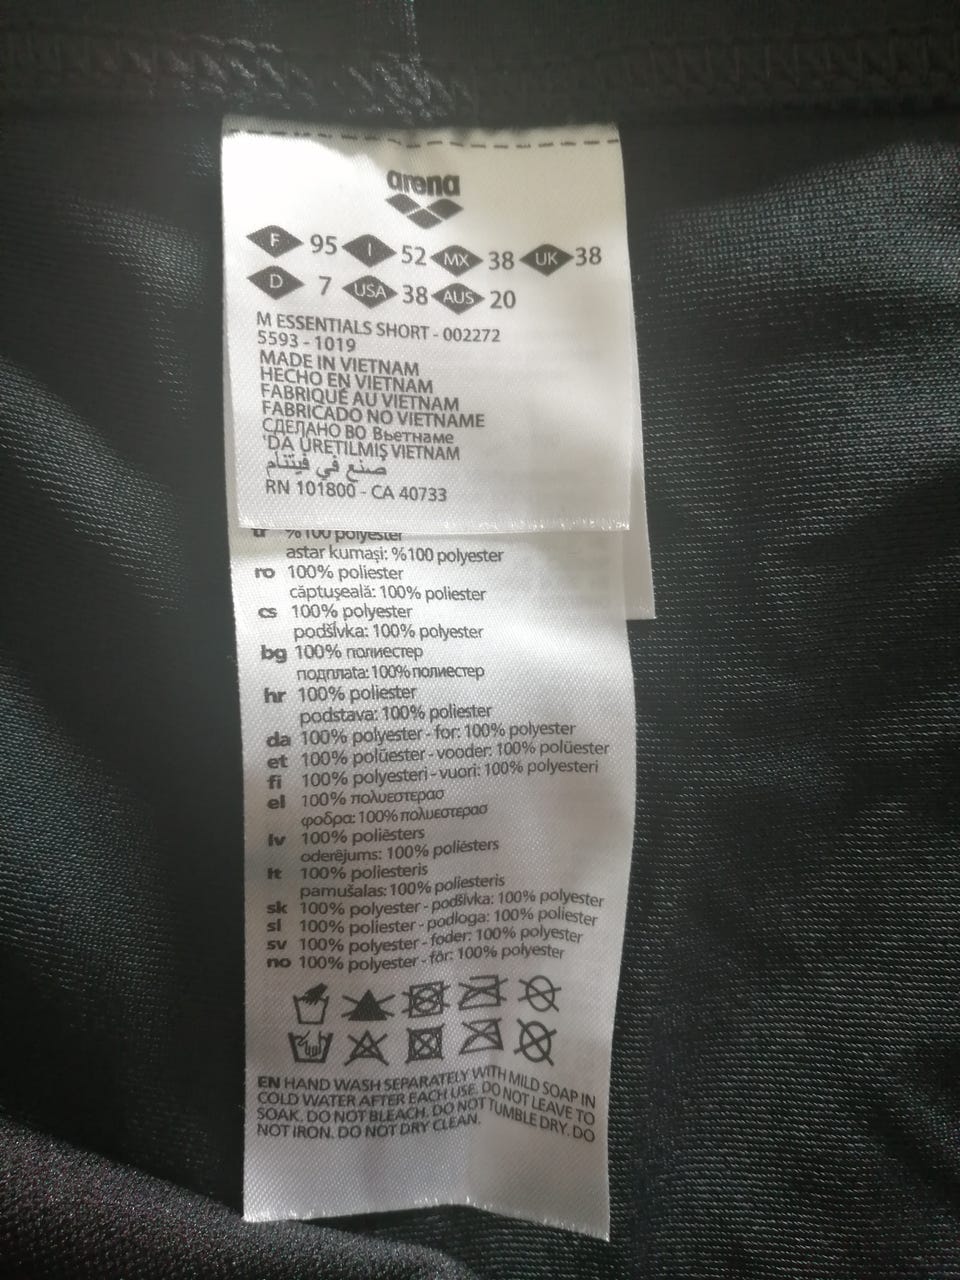 arena
F 95 I 52 MX 38 UK 38
D 7 USA 38 AUS 20
M ESSENTIALS SHORT - 002272
5593 - 1019
MADE IN VIETNAM
HECHO EN VIETNAM
FABRIQUÉ AU VIETNAM
FABRICADO NO VIETNAME
СДЕЛАНО ВО Вьетнаме
'DA ÜRETILMIŞ VIETNAM
صنع في فيتنام
RN 101800 - CA 40733
tr %100 polyester
astar kumaşi: %100 polyester
ro 100% poliester
căptuşeală: 100% poliester
cs 100% polyester
podšívka: 100% polyester
bg 100% полиестер
подплата: 100% полиестер
hr 100% poliester
podstava: 100% poliester
da 100% polyester - for: 100% polyester
et 100% polüester - vooder: 100% polüester
fi 100% polyesteri - vuori: 100% polyesteri
el 100% πολυεστερασ
φοδρα: 100% πολυεστερασ
lv 100% poliēsters
oderējums: 100% poliēsters
lt 100% poliesteris
pamušalas: 100% poliesteris
sk 100% polyester - podšívka: 100% polyester
sl 100% poliester - podloga: 100% poliester
sv 100% polyester - foder: 100% polyester
no 100% polyester - fôr: 100% polyester
EN HAND WASH SEPARATELY WITH MILD SOAP IN
COLD WATER AFTER EACH USE. DO NOT LEAVE TO
SOAK. DO NOT BLEACH. DO NOT TUMBLE DRY. DO
NOT IRON. DO NOT DRY CLEAN.